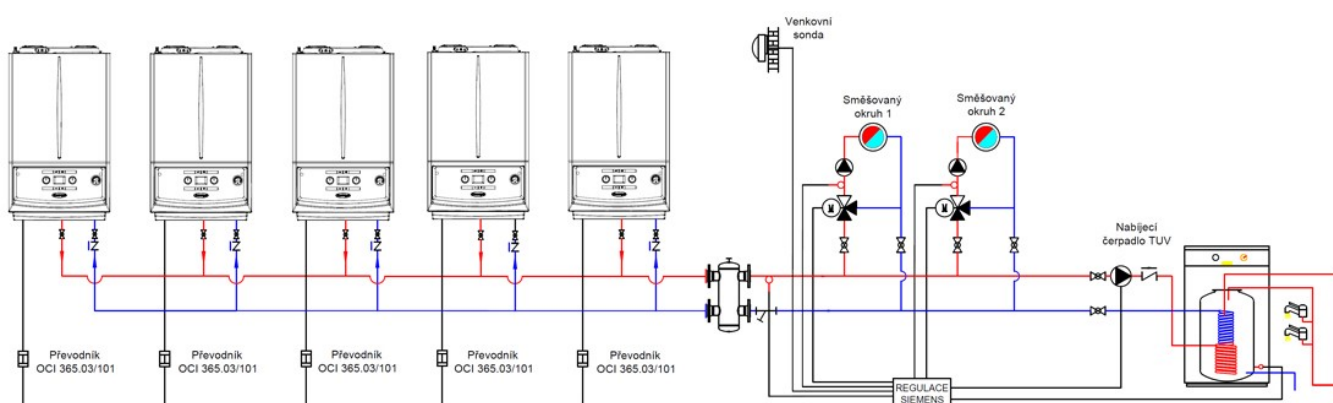 Venkovní
sonda
Směšovaný
okruh 1
Směšovaný
okruh 2
Nabíjecí
čerpadlo TUV
Převodník
OCI 365.03/101
Převodník
OCI 365.03/101
Převodník
OCI 365.03/101
Převodník
OCI 365.03/101
Převodník
OCI 365.03/101
REGULACE
SIEMENS
M
M